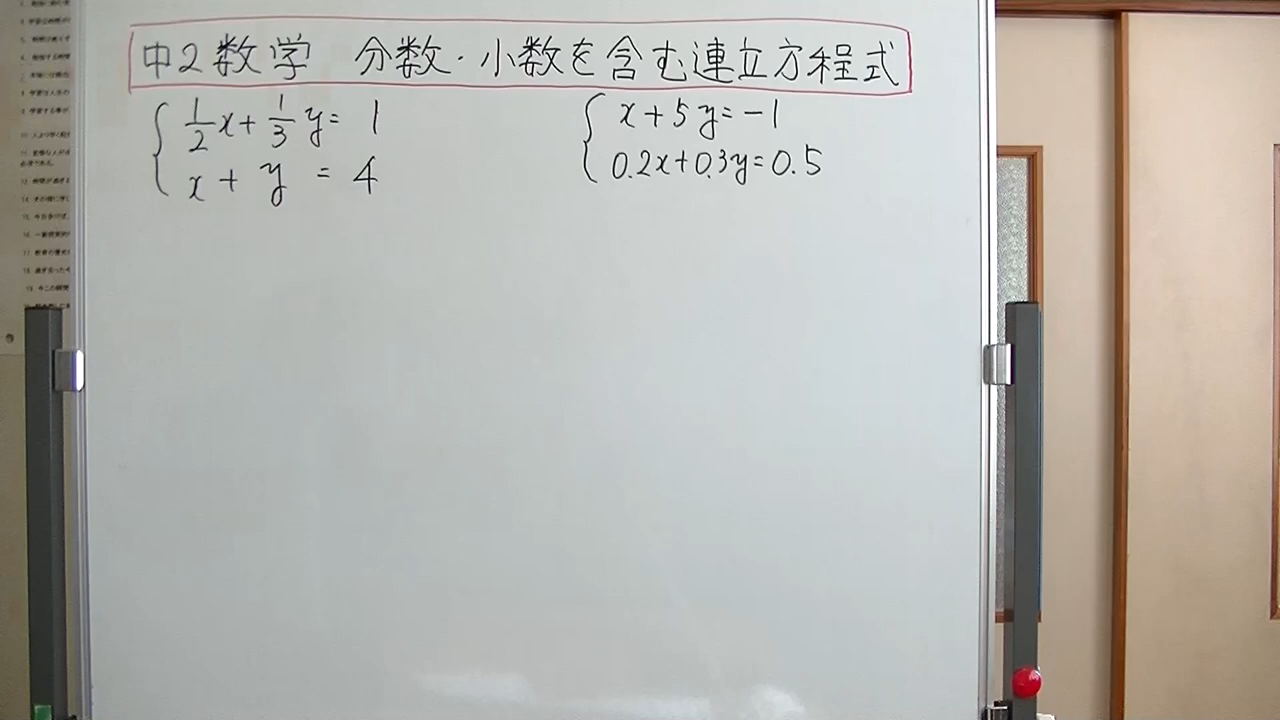 中2数学 分数・小数を含む連立方程式
1/2x+1/3y=1
x+y=4
x+5y=-1
0.2x+0.3y=0.5